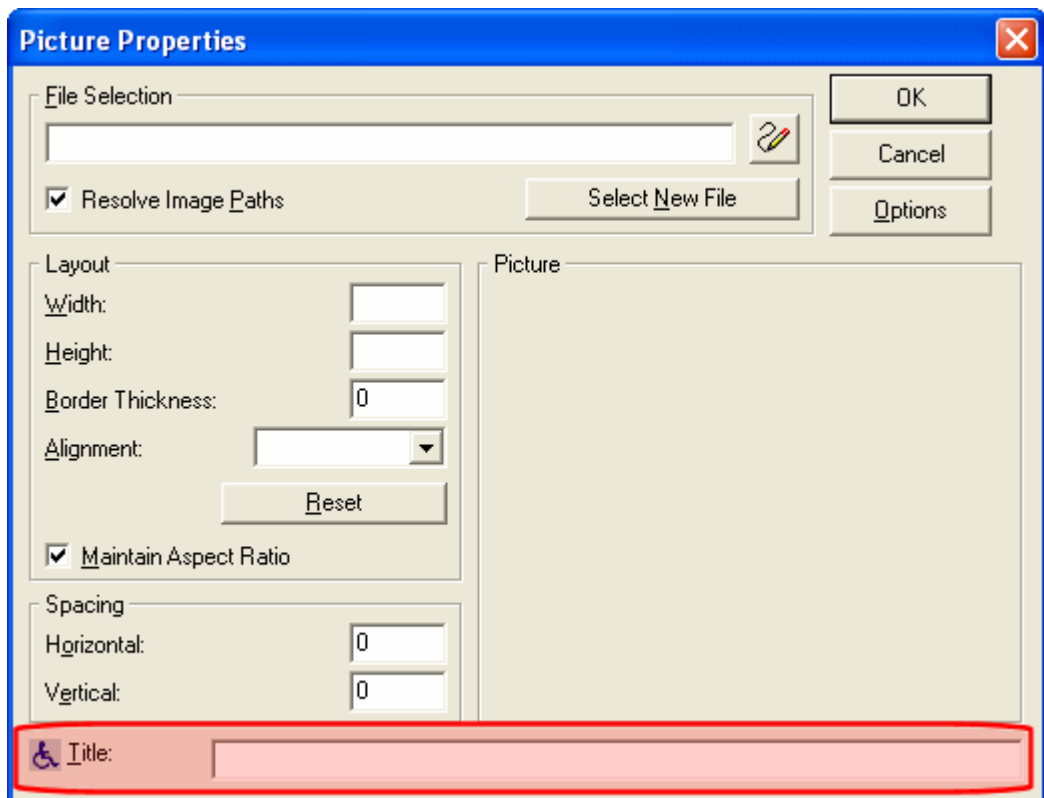 Picture Properties
File Selection
OK
Cancel
Resolve Image Paths
Select New File
Options
Layout
Picture
Width:
Height:
Border Thickness: 0
Alignment:
Reset
Maintain Aspect Ratio
Spacing
Horizontal: 0
Vertical: 0
Title: